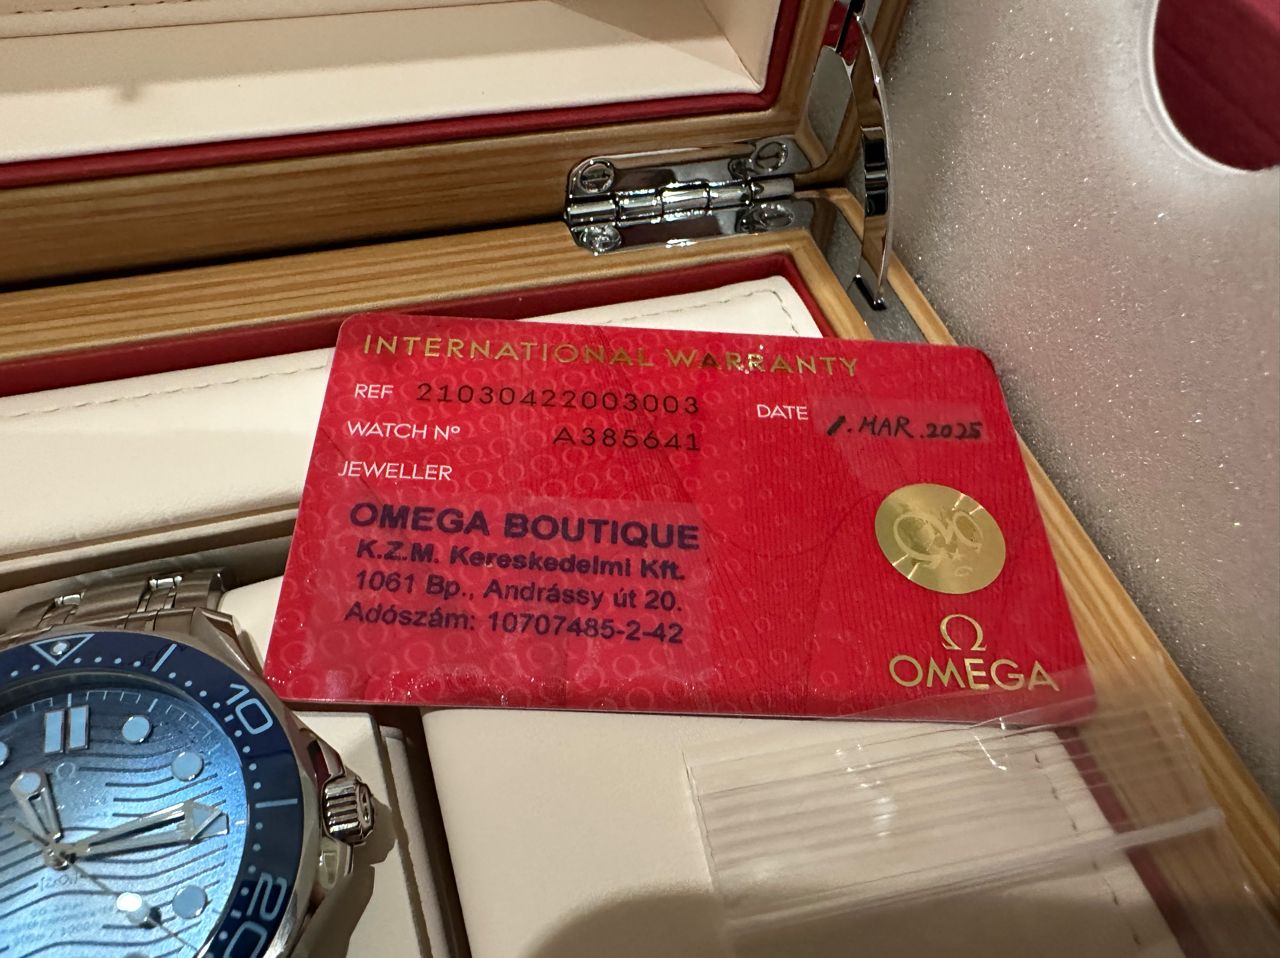 INTERNATIONAL WARRANTY
REF 21030422003003
DATE 1. MAR. 2025
WATCH Nº A385641
JEWELLER
OMEGA BOUTIQUE
K.Z.M. Kereskedelmi Kft.
1061 Bp., Andrássy út 20.
Adószám: 10707485-2-42
Ω
OMEGA
10
20